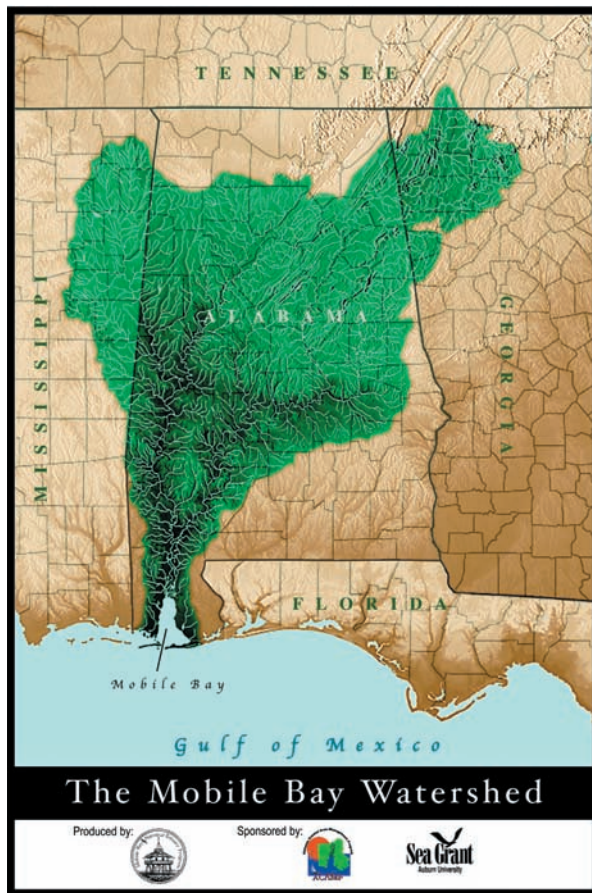 TENNESSEE
MISSISSIPPI
ALABAMA
GEORGIA
FLORIDA
Mobile Bay
Gulf of Mexico
The Mobile Bay Watershed
Produced by:
Sponsored by:
Sea Grant
Auburn University